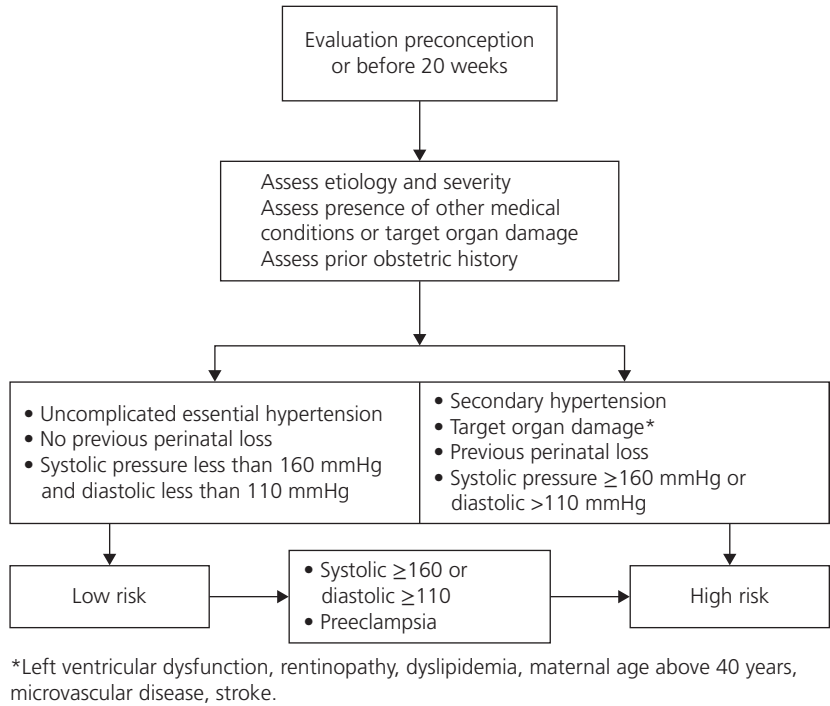 Evaluation preconception
or before 20 weeks
Assess etiology and severity
Assess presence of other medical
conditions or target organ damage
Assess prior obstetric history
• Uncomplicated essential hypertension
• No previous perinatal loss
• Systolic pressure less than 160 mmHg
and diastolic less than 110 mmHg
• Secondary hypertension
• Target organ damage*
• Previous perinatal loss
• Systolic pressure ≥160 mmHg or
diastolic >110 mmHg
Low risk
• Systolic ≥160 or
diastolic ≥110
• Preeclampsia
High risk
*Left ventricular dysfunction, rentinopathy, dyslipidemia, maternal age above 40 years,
microvascular disease, stroke.